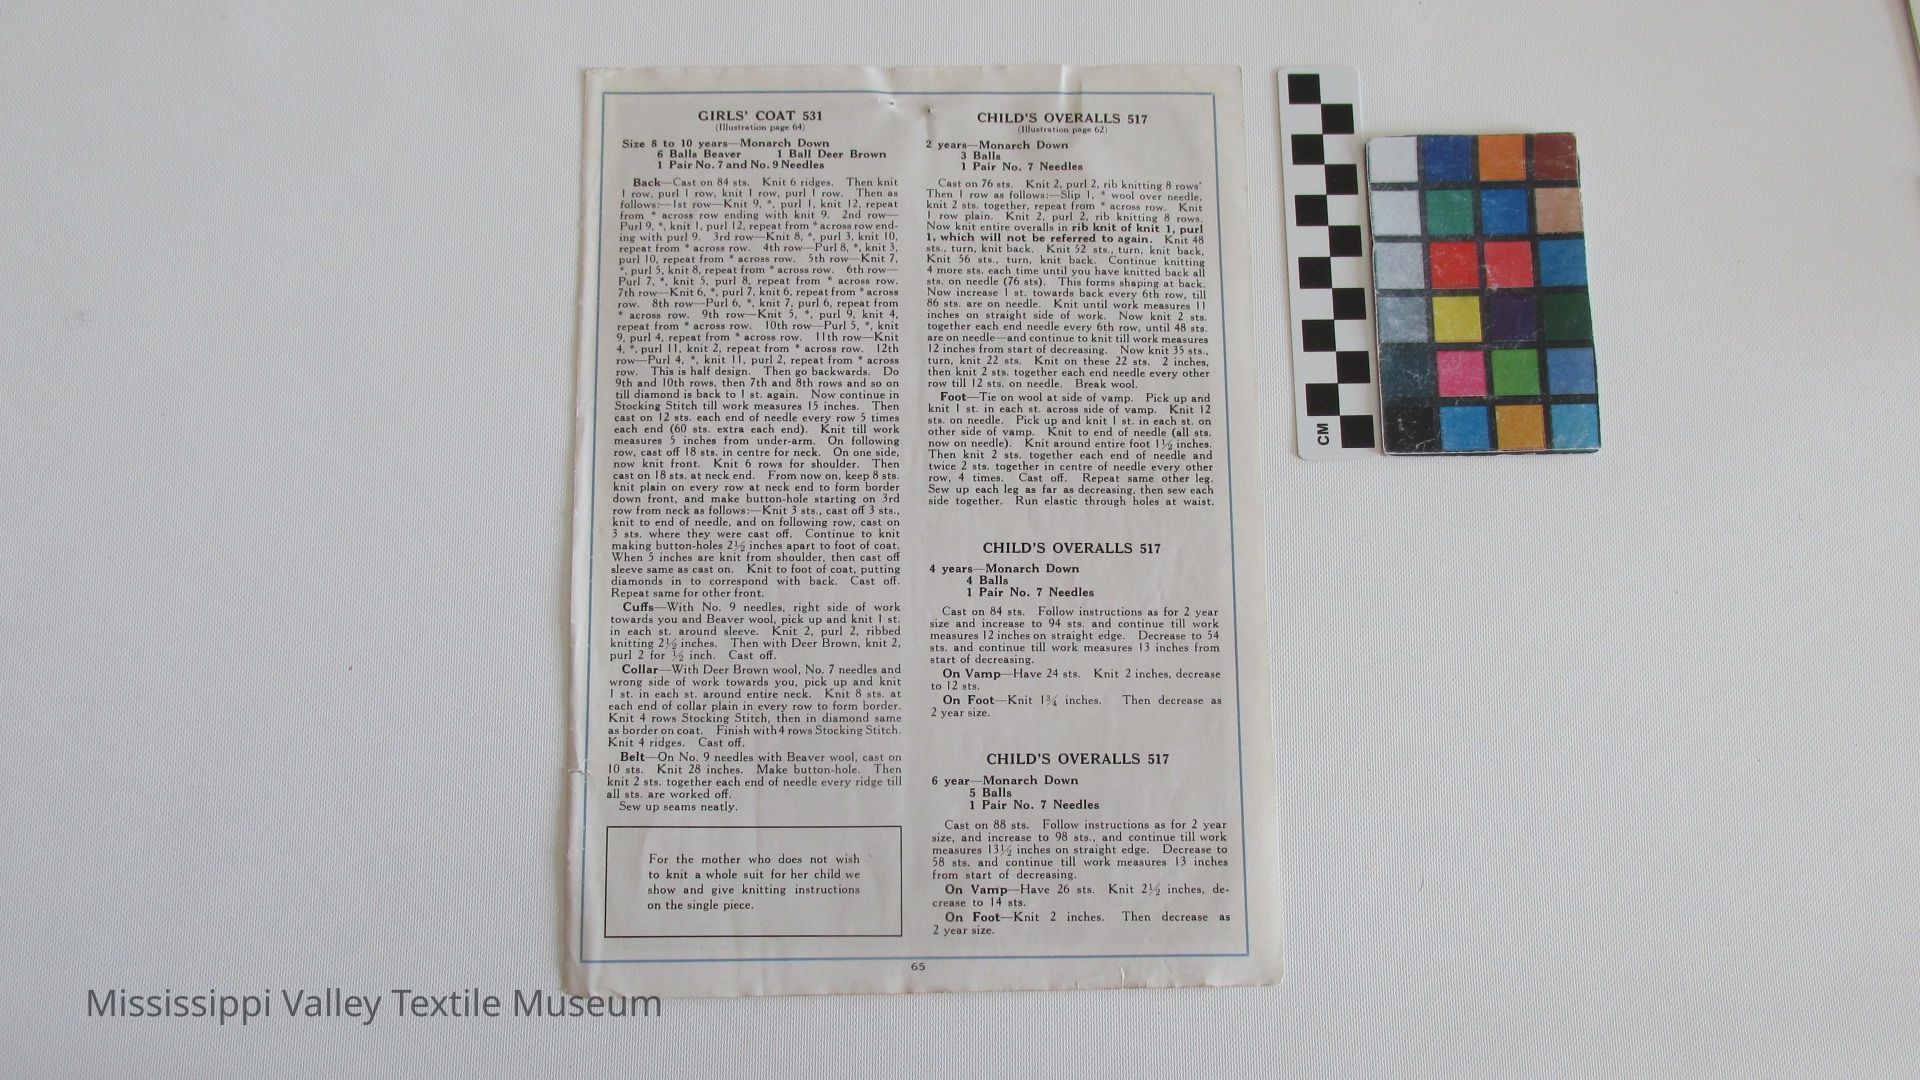 GIRLS' COAT 531
(Illustration page 64)
Size 8 to 10 years—Monarch Down
6 Balls Beaver 1 Ball Deer Brown
1 Pair No. 7 and No. 9 Needles
Back—Cast on 84 sts. Knit 6 ridges. Then knit
1 row, purl 1 row, knit 1 row, purl 1 row. Then as
follows:—1st row—Knit 9, *, purl 1, knit 12, repeat
from * across row ending with knit 9. 2nd row—
Purl 9, *, knit 1, purl 12, repeat from * across row end-
ing with purl 9. 3rd row—Knit 8, *, purl 3, knit 10,
repeat from * across row. 4th row—Purl 8, *, knit 3,
purl 10, repeat from * across row. 5th row—Knit 7,
*, purl 5, knit 8, repeat from * across row. 6th row—
Purl 7, *, knit 5, purl 8, repeat from * across row.
7th row—Knit 6, *, purl 7, knit 6, repeat from * across
row. 8th row—Purl 6, *, knit 7, purl 6, repeat from
* across row. 9th row—Knit 5, *, purl 9, knit 4,
repeat from * across row. 10th row—Purl 5, *, knit
9, purl 4, repeat from * across row. 11th row—Knit
4, *, purl 11, knit 2, repeat from * across row. 12th
row—Purl 4, *, knit 11, purl 2, repeat from * across
row. This is half design. Then go backwards. Do
9th and 10th rows, then 7th and 8th rows and so on
till diamond is back to 1 st. again. Now continue in
Stocking Stitch till work measures 15 inches. Then
cast on 12 sts. each end of needle every row 5 times
each end (60 sts. extra each end). Knit till work
measures 5 inches from under-arm. On following
row, cast off 18 sts. in centre for neck. On one side,
now knit front. Knit 6 rows for shoulder. Then
cast on 18 sts. at neck end. From now on, keep 8 sts.
knit plain on every row at neck end to form border
down front, and make button-hole starting on 3rd
row from neck as follows:—Knit 3 sts., cast off 3 sts.,
knit to end of needle, and on following row, cast on
3 sts. where they were cast off. Continue to knit
making button-holes 2½ inches apart to foot of coat.
When 5 inches are knit from shoulder, then cast off
sleeve same as cast on. Knit to foot of coat, putting
diamonds in to correspond with back. Cast off.
Repeat same for other front.
Cuffs—With No. 9 needles, right side of work
towards you and Beaver wool, pick up and knit 1 st.
in each st. around sleeve. Knit 2, purl 2, ribbed
knitting 2½ inches. Then with Deer Brown, knit 2,
purl 2 for ½ inch. Cast off.
Collar—With Deer Brown wool, No. 7 needles and
wrong side of work towards you, pick up and knit
1 st. in each st. around entire neck. Knit 8 sts. at
each end of collar plain in every row to form border.
Knit 4 rows Stocking Stitch, then in diamond same
as border on coat. Finish with 4 rows Stocking Stitch.
Knit 4 ridges. Cast off.
Belt—On No. 9 needles with Beaver wool, cast on
10 sts. Knit 28 inches. Make button-hole. Then
knit 2 sts. together each end of needle every ridge till
all sts. are worked off.
Sew up seams neatly.
For the mother who does not wish
to knit a whole suit for her child we
show and give knitting instructions
on the single piece.
CHILD'S OVERALLS 517
(Illustration page 62)
2 years—Monarch Down
3 Balls
1 Pair No. 7 Needles
Cast on 76 sts. Knit 2, purl 2, rib knitting 8 rows'
Then 1 row as follows:—Slip 1, * wool over needle,
knit 2 sts. together, repeat from * across row. Knit
1 row plain. Knit 2, purl 2, rib knitting 8 rows.
Now knit entire overalls in rib knit of knit 1, purl
1, which will not be referred to again. Knit 48
sts., turn, knit back. Knit 52 sts., turn, knit back,
Knit 56 sts., turn, knit back. Continue knitting
4 more sts. each time until you have knitted back all
sts. on needle (76 sts). This forms shaping at back.
Now increase 1 st. towards back every 6th row, till
86 sts. are on needle. Knit until work measures 11
inches on straight side of work. Now knit 2 sts.
together each end needle every 6th row, until 48 sts.
are on needle—and continue to knit till work measures
12 inches from start of decreasing. Now knit 35 sts.,
turn, knit 22 sts. Knit on these 22 sts. 2 inches,
then knit 2 sts. together each end needle every other
row till 12 sts. on needle. Break wool.
Foot—Tie on wool at side of vamp. Pick up and
knit 1 st. in each st. across side of vamp. Knit 12
sts. on needle. Pick up and knit 1 st. in each st. on
other side of vamp. Knit to end of needle (all sts.
now on needle). Knit around entire foot 1½ inches.
Then knit 2 sts. together each end of needle and
twice 2 sts. together in centre of needle every other
row, 4 times. Cast off. Repeat same other leg.
Sew up each leg as far as decreasing, then sew each
side together. Run elastic through holes at waist.
CHILD'S OVERALLS 517
4 years—Monarch Down
4 Balls
1 Pair No. 7 Needles
Cast on 84 sts. Follow instructions as for 2 year
size and increase to 94 sts. and continue till work
measures 12 inches on straight edge. Decrease to 54
sts. and continue till work measures 13 inches from
start of decreasing.
On Vamp—Have 24 sts. Knit 2 inches, decrease
to 12 sts.
On Foot—Knit 1¾ inches. Then decrease as
2 year size.
CHILD'S OVERALLS 517
6 year—Monarch Down
5 Balls
1 Pair No. 7 Needles
Cast on 88 sts. Follow instructions as for 2 year
size, and increase to 98 sts., and continue till work
measures 13½ inches on straight edge. Decrease to
58 sts. and continue till work measures 13 inches
from start of decreasing.
On Vamp—Have 26 sts. Knit 2½ inches, de-
crease to 14 sts.
On Foot—Knit 2 inches. Then decrease as
2 year size.
65
CM
Mississippi Valley Textile Museum